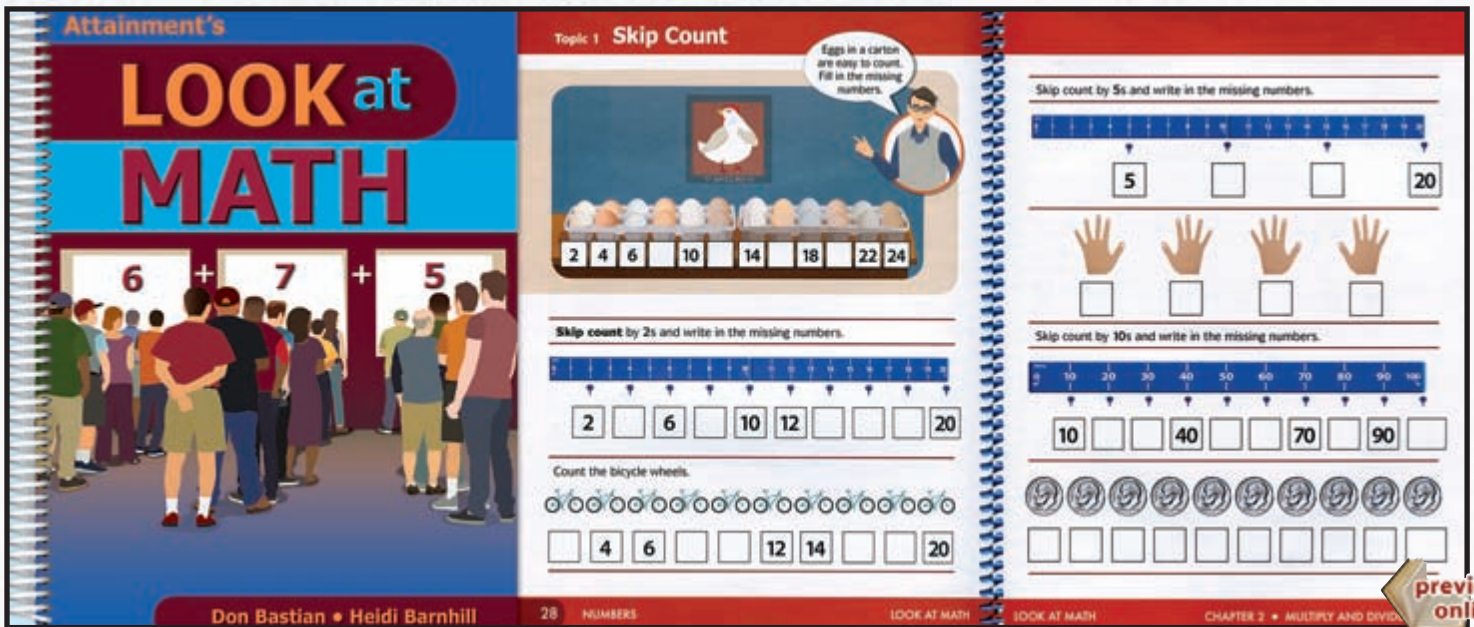 Attainment's
LOOK at
MATH
6 + 7 + 5
Don Bastian • Heidi Barnhill
Topic 1 Skip Count
Eggs in a carton
are easy to count.
Fill in the missing
numbers.
2 4 6 10 14 18 22 24
Skip count by 2s and write in the missing numbers.
2 6 10 12 20
Count the bicycle wheels.
4 6 12 14 20
28 NUMBERS LOOK AT MATH
Skip count by 5s and write in the missing numbers.
5 20
Skip count by 10s and write in the missing numbers.
10 20 30 40 50 60 70 80 90 100
10 40 70 90
LOOK AT MATH CHAPTER 2 • MULTIPLY AND